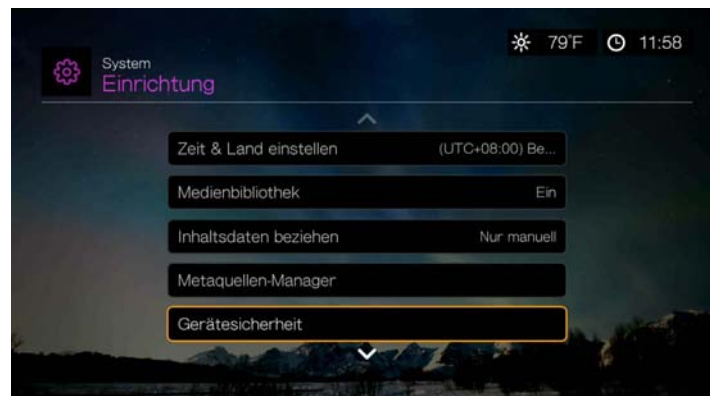 79°F 11:58
System
Einrichtung
Zeit & Land einstellen (UTC+08:00) Be...
Medienbibliothek Ein
Inhaltsdaten beziehen Nur manuell
Metaquellen-Manager
Gerätesicherheit